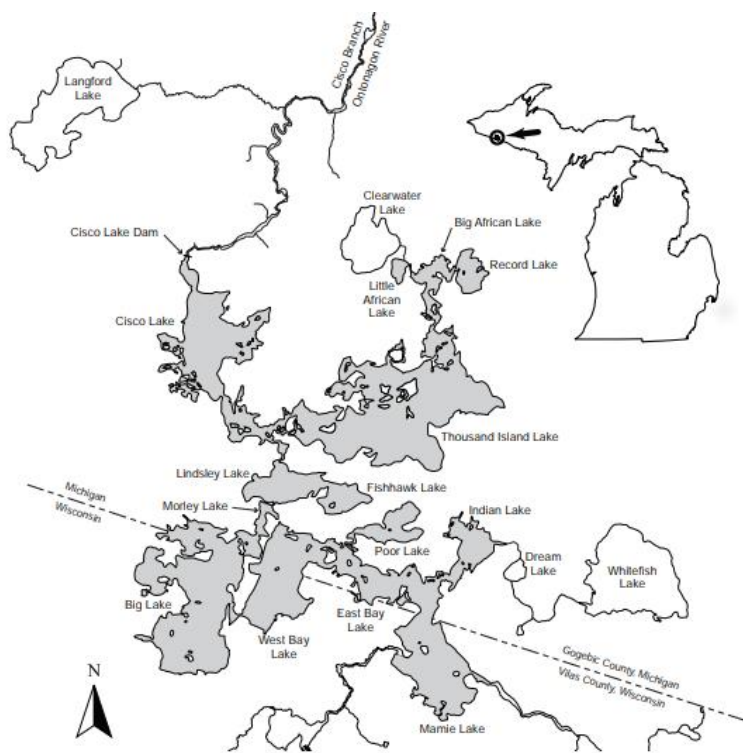 Langford
Lake
Cisco Branch
Ontonagon River
Clearwater
Lake
Big African Lake
Cisco Lake Dam
Record Lake
Little
African
Lake
Cisco Lake
Thousand Island Lake
Lindsley Lake
Fishhawk Lake
Michigan
Wisconsin
Morley Lake
Indian Lake
Poor Lake
Dream
Lake
Whitefish
Lake
Big Lake
East Bay
Lake
West Bay
Lake
Gogebic County, Michigan
Vilas County, Wisconsin
N
Mamie Lake